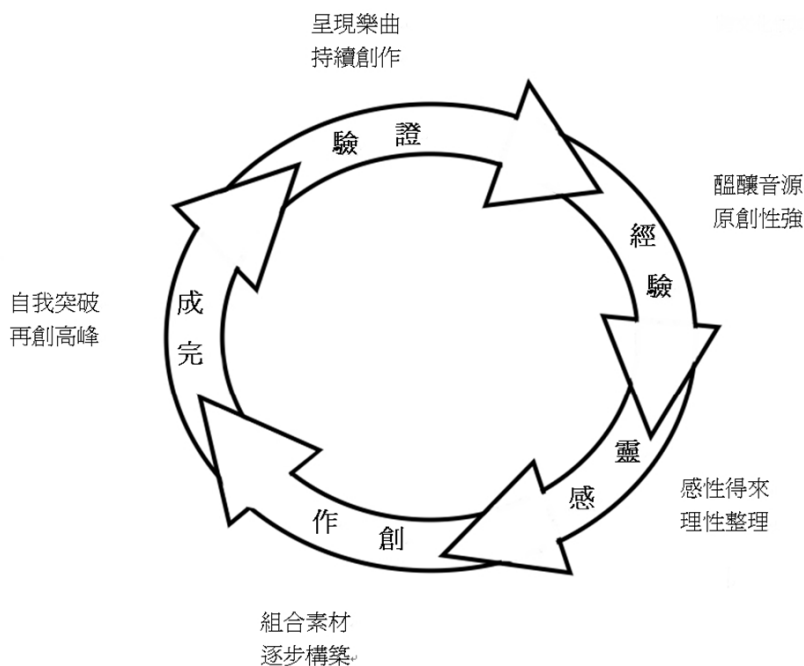 呈現樂曲
持續創作
驗證
醞釀音源
原創性強
經驗
自我突破
再創高峰
完成
靈感
感性得來
理性整理
創作
組合素材
逐步構築